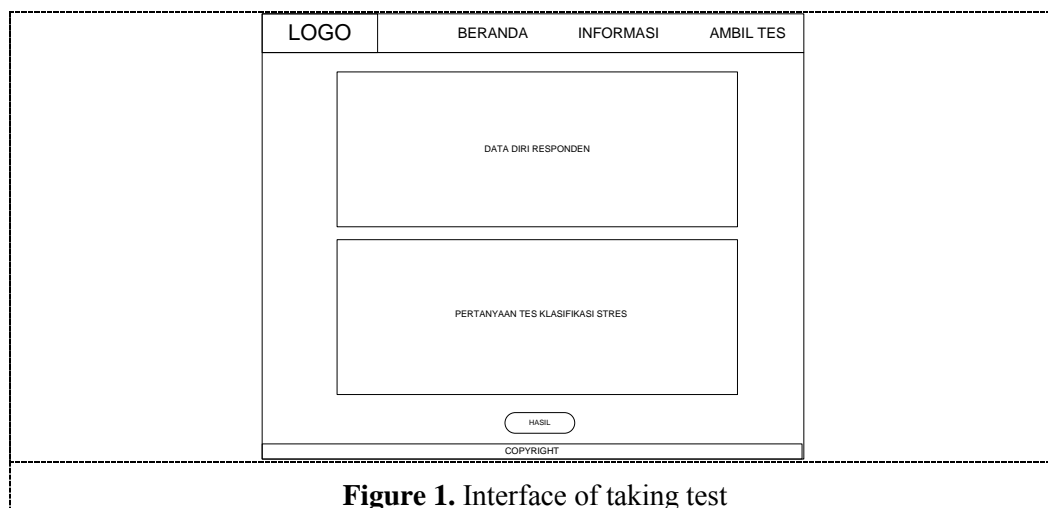 LOGO BERANDA INFORMASI AMBIL TES
DATA DIRI RESPONDEN
PERTANYAAN TES KLASIFIKASI STRES
HASIL
COPYRIGHT
Figure 1. Interface of taking test